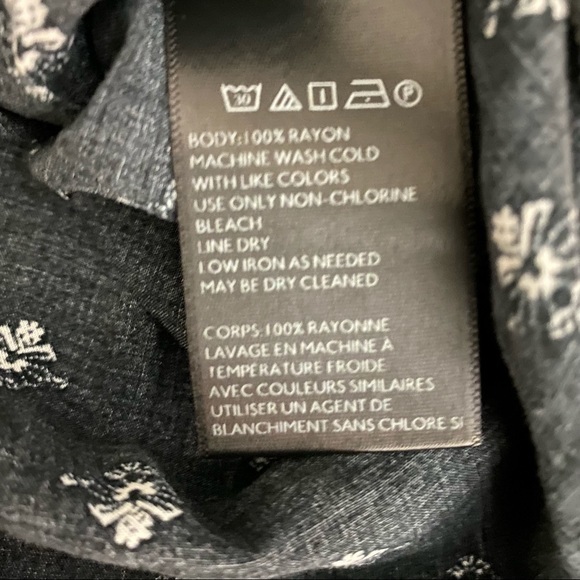 30 P
BODY:100% RAYON
MACHINE WASH COLD
WITH LIKE COLORS
USE ONLY NON-CHLORINE
BLEACH
LINE DRY
LOW IRON AS NEEDED
MAY BE DRY CLEANED
CORPS:100% RAYONNE
LAVAGE EN MACHINE À
TEMPÉRATURE FROIDE
AVEC COULEURS SIMILAIRES
UTILISER UN AGENT DE
BLANCHIMENT SANS CHLORE SI